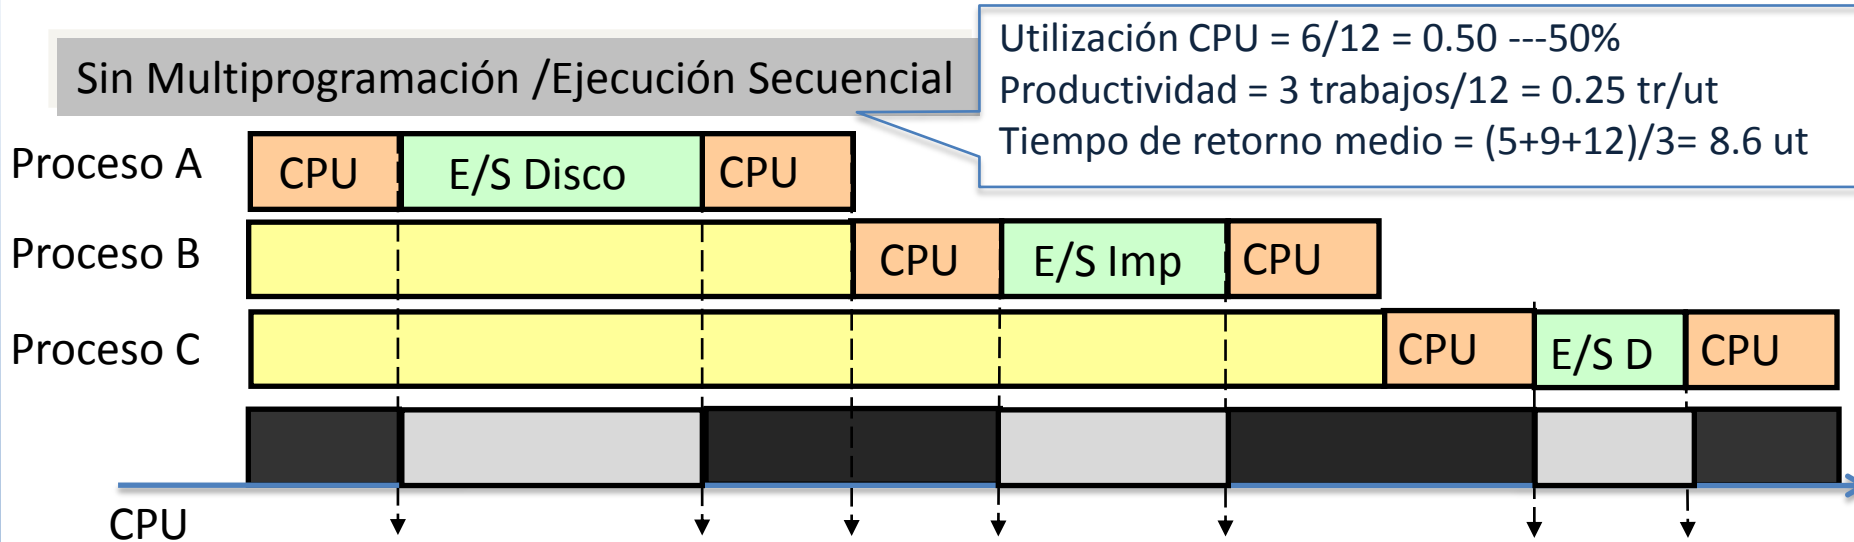 Sin Multiprogramación /Ejecución Secuencial
Utilización CPU = 6/12 = 0.50 ---50%
Productividad = 3 trabajos/12 = 0.25 tr/ut
Tiempo de retorno medio = (5+9+12)/3= 8.6 ut
Proceso A CPU E/S Disco CPU
Proceso B CPU E/S Imp CPU
Proceso C CPU E/S D CPU
CPU